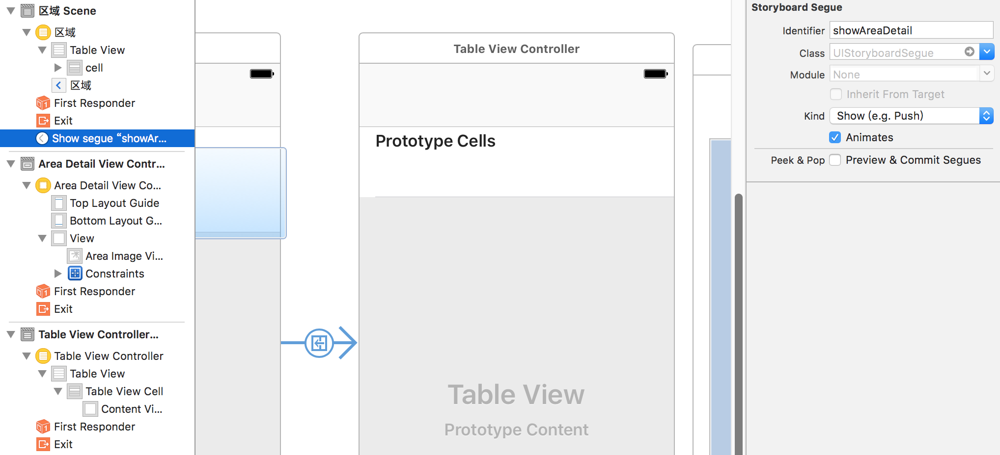 区域 Scene
区域
Table View
cell
区域
First Responder
Exit
Show segue “showAr...
Area Detail View Contr...
Area Detail View Co...
Top Layout Guide
Bottom Layout G...
View
Area Image Vi...
Constraints
First Responder
Exit
Table View Controller...
Table View Controller
Table View
Table View Cell
Content Vi...
First Responder
Exit
Table View Controller
Prototype Cells
Table View
Prototype Content
Storyboard Segue
Identifier showAreaDetail
Class UIStoryboardSegue
Module None
Inherit From Target
Kind Show (e.g. Push)
Animates
Peek & Pop Preview & Commit Segues